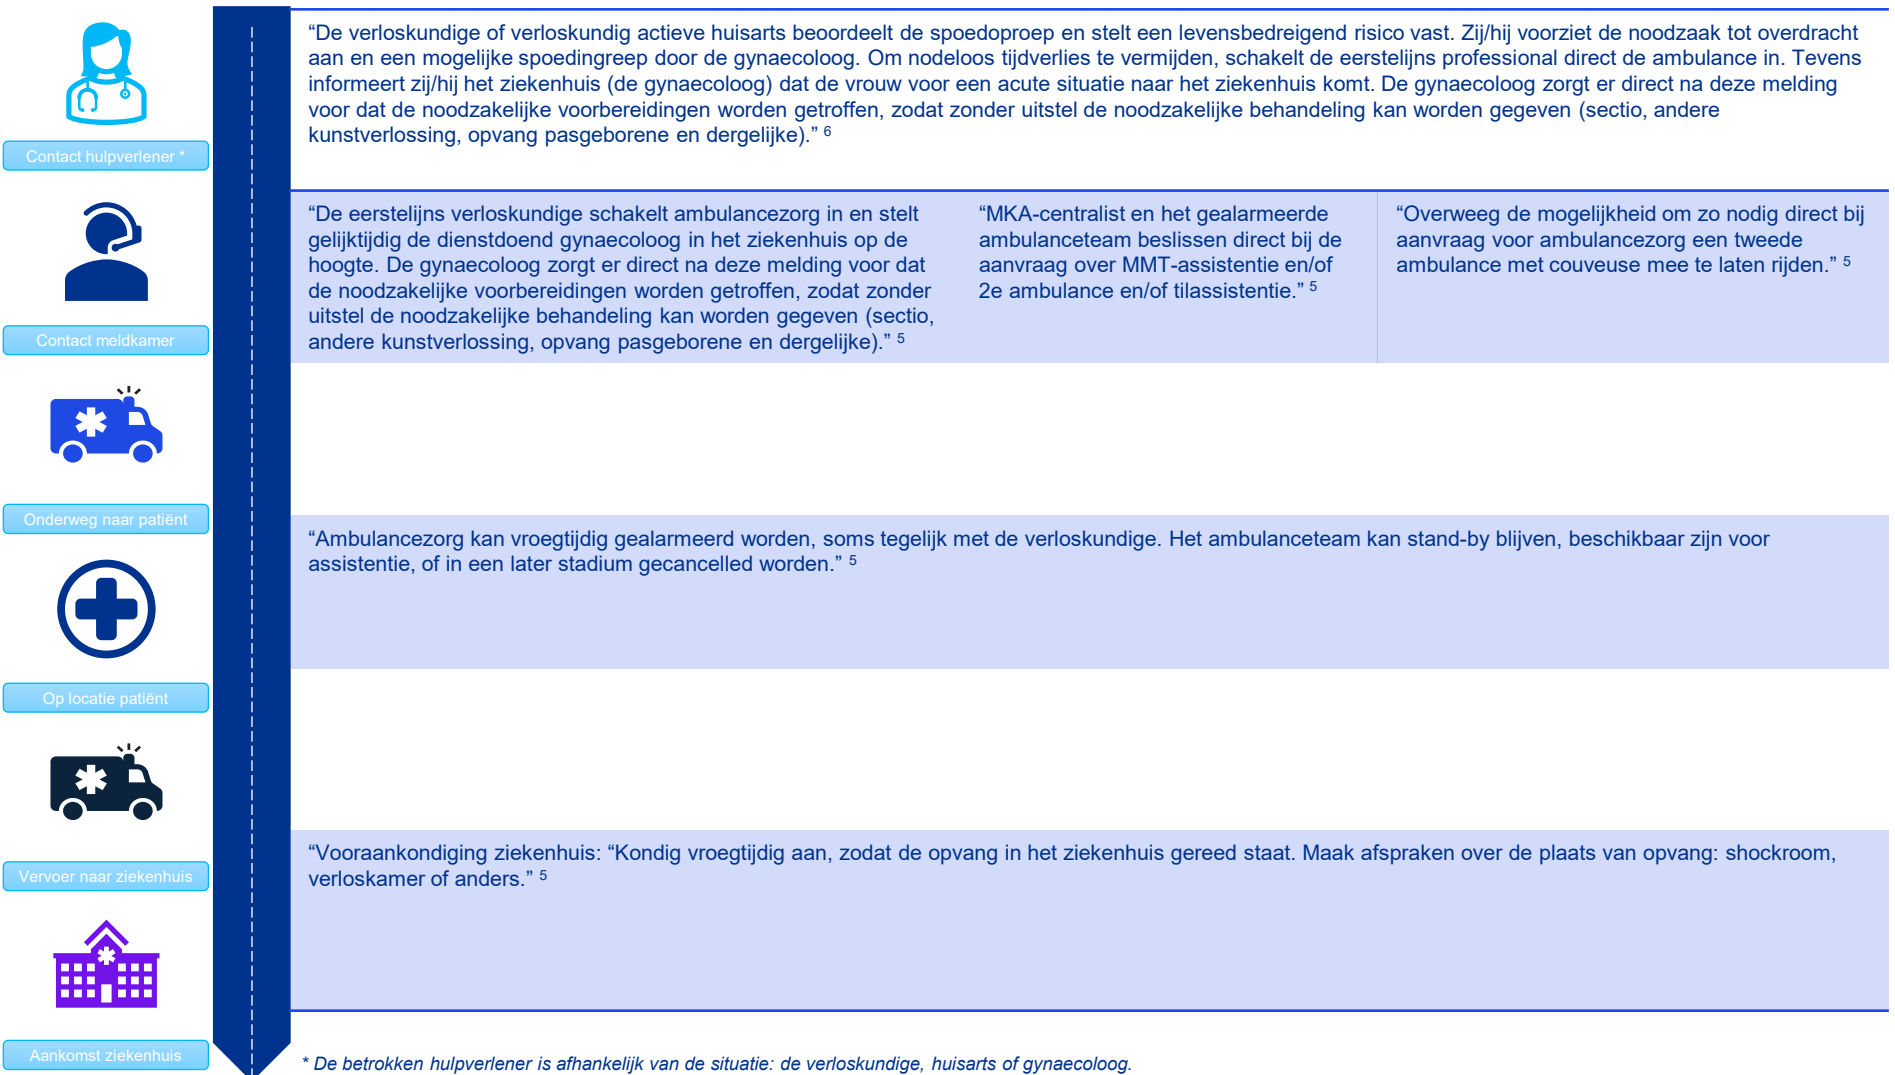 “De verloskundige of verloskundig actieve huisarts beoordeelt de spoedoproep en stelt een levensbedreigend risico vast. Zij/hij voorziet de noodzaak tot overdracht
aan en een mogelijke spoedingreep door de gynaecoloog. Om nodeloos tijdverlies te vermijden, schakelt de eerstelijns professional direct de ambulance in. Tevens
informeert zij/hij het ziekenhuis (de gynaecoloog) dat de vrouw voor een acute situatie naar het ziekenhuis komt. De gynaecoloog zorgt er direct na deze melding
voor dat de noodzakelijke voorbereidingen worden getroffen, zodat zonder uitstel de noodzakelijke behandeling kan worden gegeven (sectio, andere
kunstverlossing, opvang pasgeborene en dergelijke).” 6
Contact hulpverlener *
“De eerstelijns verloskundige schakelt ambulancezorg in en stelt
gelijktijdig de dienstdoend gynaecoloog in het ziekenhuis op de
hoogte. De gynaecoloog zorgt er direct na deze melding voor dat
de noodzakelijke voorbereidingen worden getroffen, zodat zonder
uitstel de noodzakelijke behandeling kan worden gegeven (sectio,
andere kunstverlossing, opvang pasgeborene en dergelijke).” 5
“MKA-centralist en het gealarmeerde
ambulanceteam beslissen direct bij de
aanvraag over MMT-assistentie en/of
2e ambulance en/of tilassistentie.” 5
“Overweeg de mogelijkheid om zo nodig direct bij
aanvraag voor ambulancezorg een tweede
ambulance met couveuse mee te laten rijden.” 5
Contact meldkamer
Onderweg naar patiënt
“Ambulancezorg kan vroegtijdig gealarmeerd worden, soms tegelijk met de verloskundige. Het ambulanceteam kan stand-by blijven, beschikbaar zijn voor
assistentie, of in een later stadium gecancelled worden.” 5
Op locatie patiënt
“Vooraankondiging ziekenhuis: “Kondig vroegtijdig aan, zodat de opvang in het ziekenhuis gereed staat. Maak afspraken over de plaats van opvang: shockroom,
verloskamer of anders.” 5
Vervoer naar ziekenhuis
Aankomst ziekenhuis
* De betrokken hulpverlener is afhankelijk van de situatie: de verloskundige, huisarts of gynaecoloog.